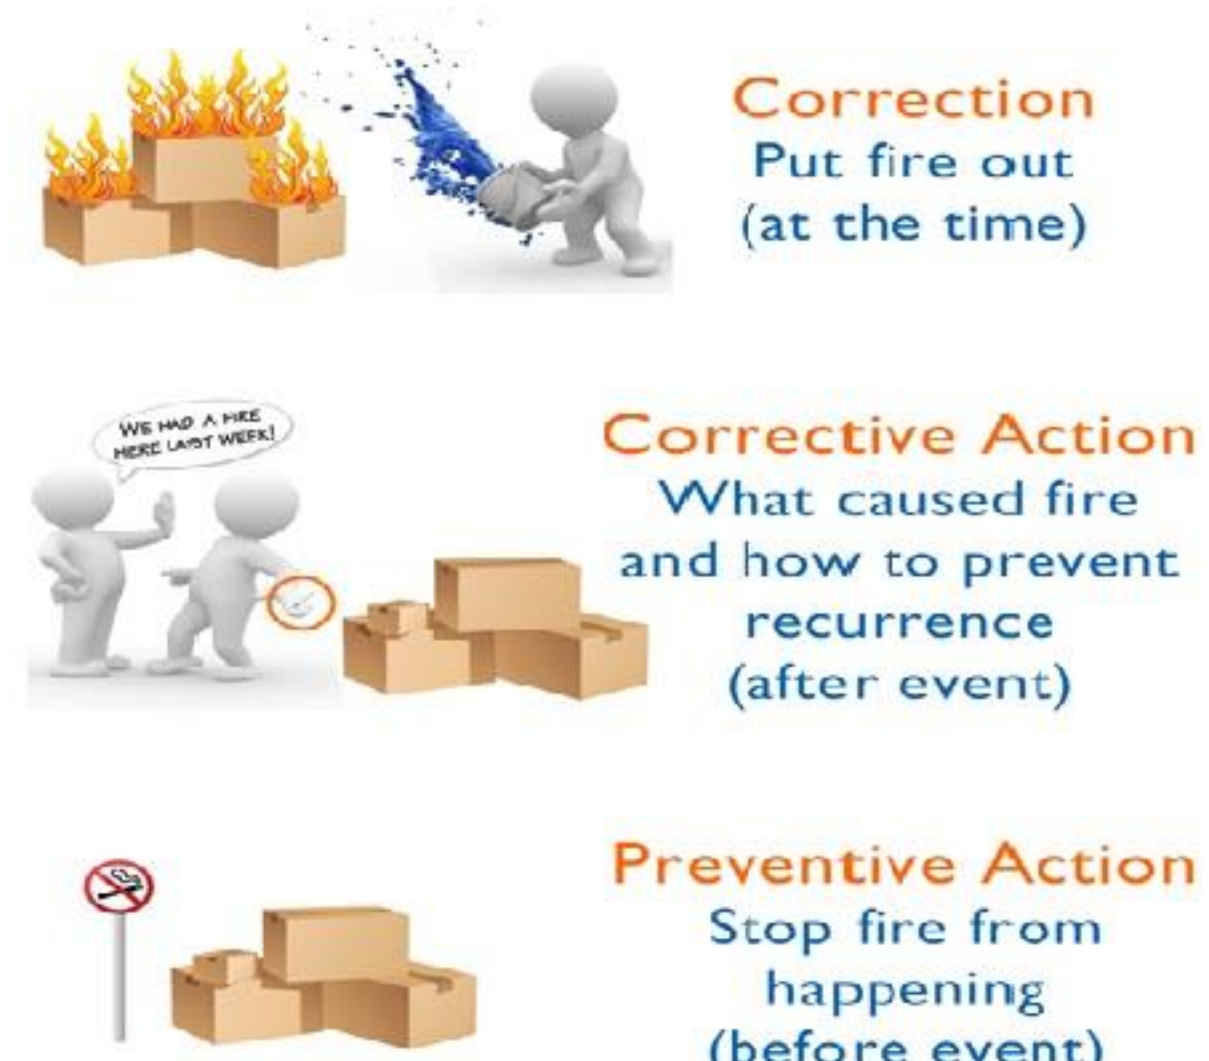 Correction
Put fire out
(at the time)
WE HAD A FIRE
HERE LAST WEEK!
Corrective Action
What caused fire
and how to prevent
recurrence
(after event)
Preventive Action
Stop fire from
happening
(before event)